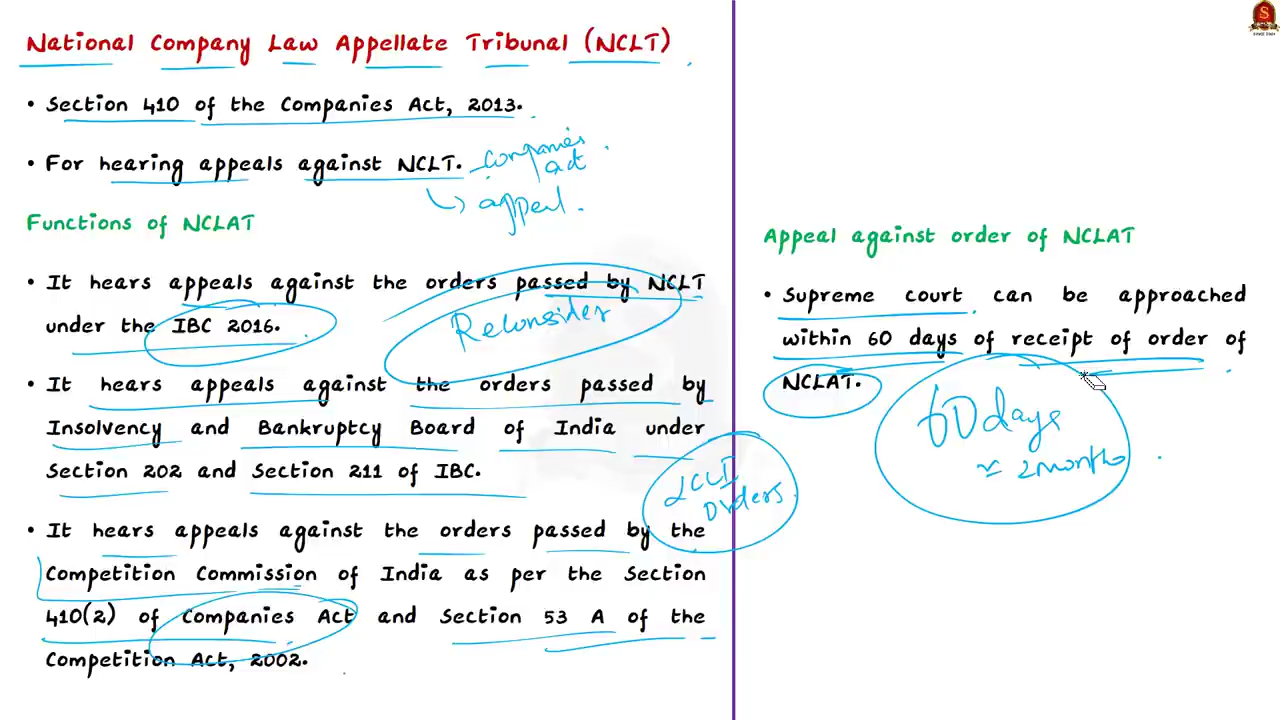 National Company Law Appellate Tribunal (NCLT)
• Section 410 of the Companies Act, 2013.
• For hearing appeals against NCLT.
companies
act
appeal.
Functions of NCLAT
• It hears appeals against the orders passed by NCLT
under the IBC 2016.
Reconsider
• It hears appeals against the orders passed by
Insolvency and Bankruptcy Board of India under
Section 202 and Section 211 of IBC.
• It hears appeals against the orders passed by the
Competition Commission of India as per the Section
410(2) of Companies Act and Section 53 A of the
Competition Act, 2002.
orders
Appeal against order of NCLAT
• Supreme court can be approached
within 60 days of receipt of order of
NCLAT.
60 days
≈ 2 months